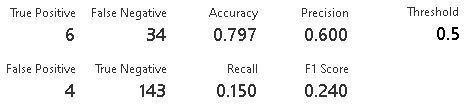 True Positive False Negative Accuracy Precision Threshold
6 34 0.797 0.600 0.5
False Positive True Negative Recall F1 Score
4 143 0.150 0.240